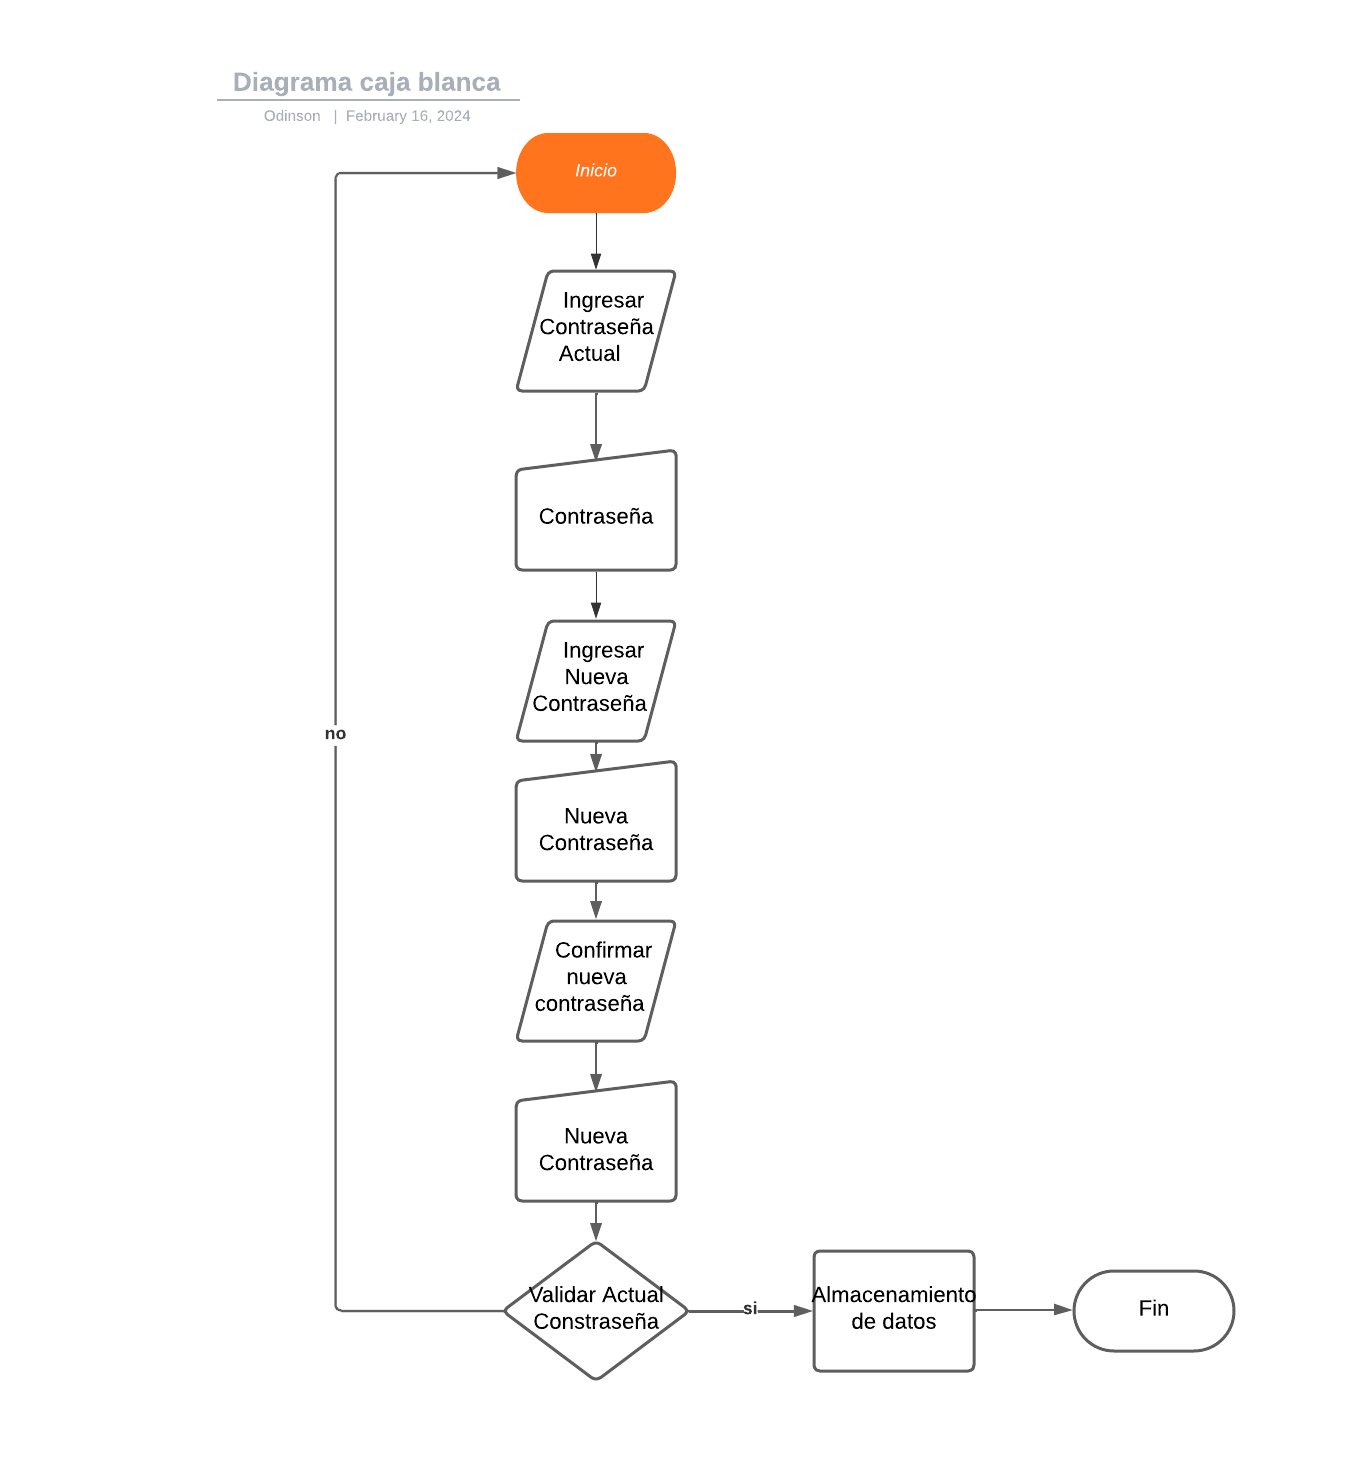 Diagrama caja blanca
Odinson | February 16, 2024
Inicio
Ingresar
Contraseña
Actual
Contraseña
Ingresar
Nueva
Contraseña
no
Nueva
Contraseña
Confirmar
nueva
contraseña
Nueva
Contraseña
Validar Actual
Constraseña
si
Almacenamiento
de datos
Fin